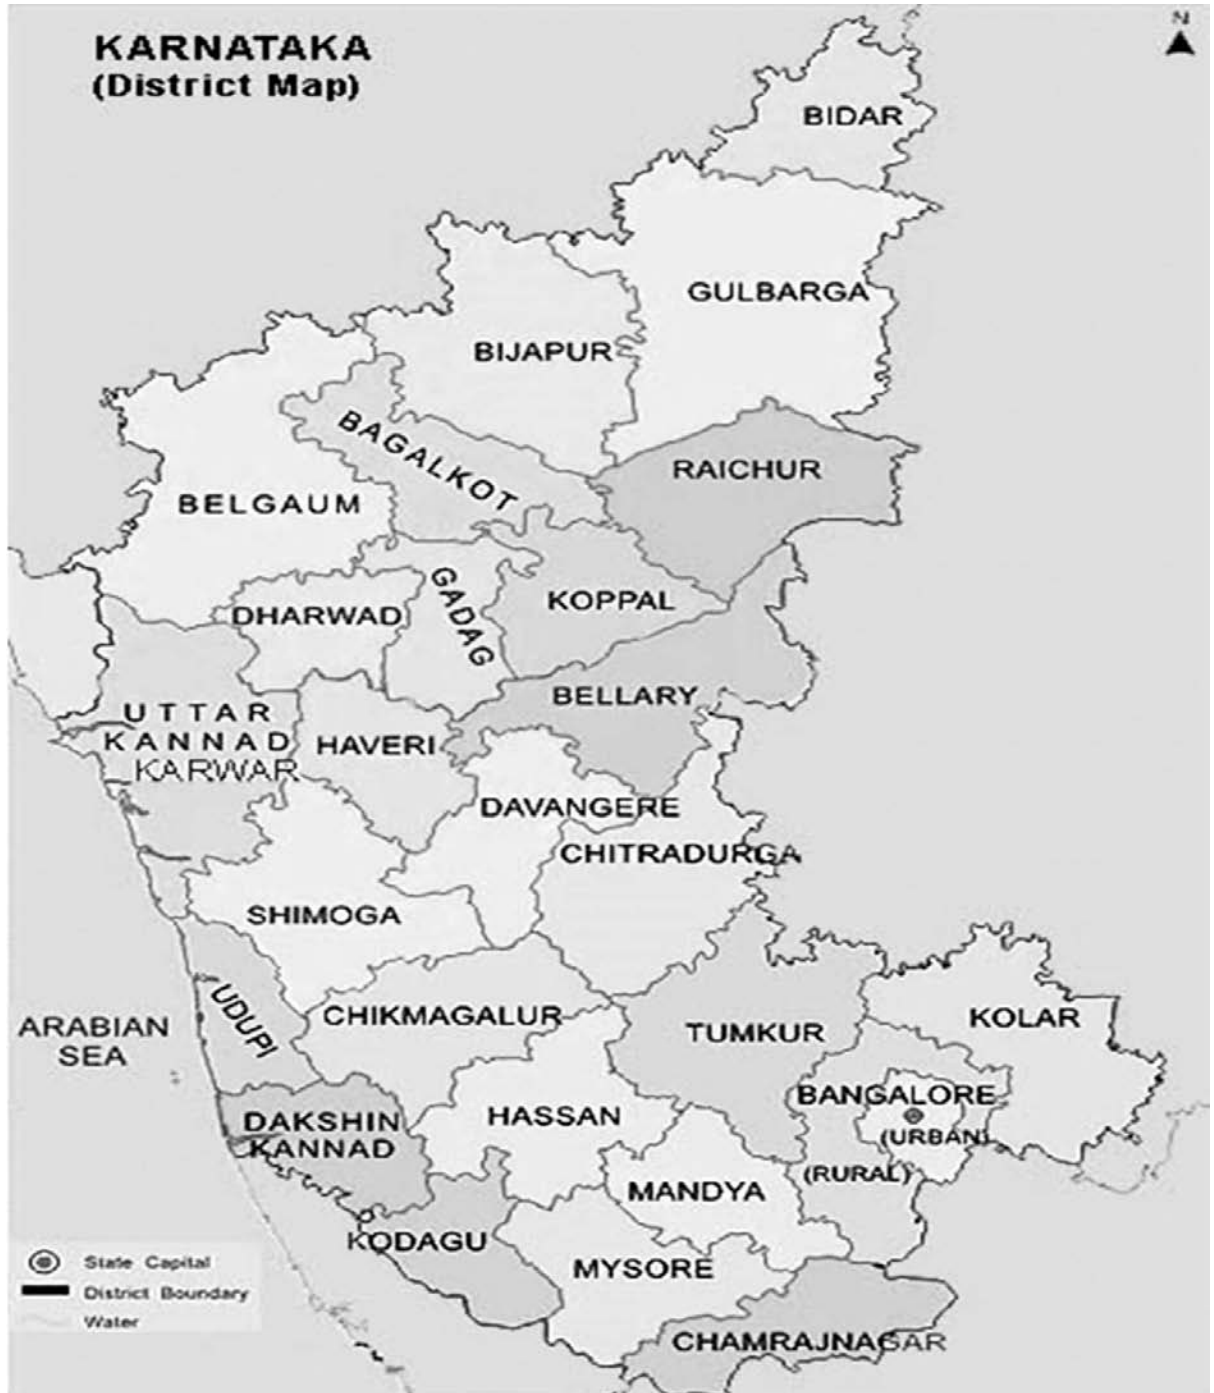 KARNATAKA
(District Map)
N
BIDAR
GULBARGA
BIJAPUR
BAGALKOT
RAICHUR
BELGAUM
GADAG
KOPPAL
DHARWAD
BELLARY
UTTAR
KANNAD
KARWAR
HAVERI
DAVANGERE
CHITRADURGA
SHIMOGA
UDUPI
CHIKMAGALUR
TUMKUR
KOLAR
ARABIAN
SEA
BANGALORE
(URBAN)
(RURAL)
HASSAN
DAKSHIN
KANNAD
MANDYA
KODAGU
MYSORE
CHAMRAJNAGAR
State Capital
District Boundary
Water